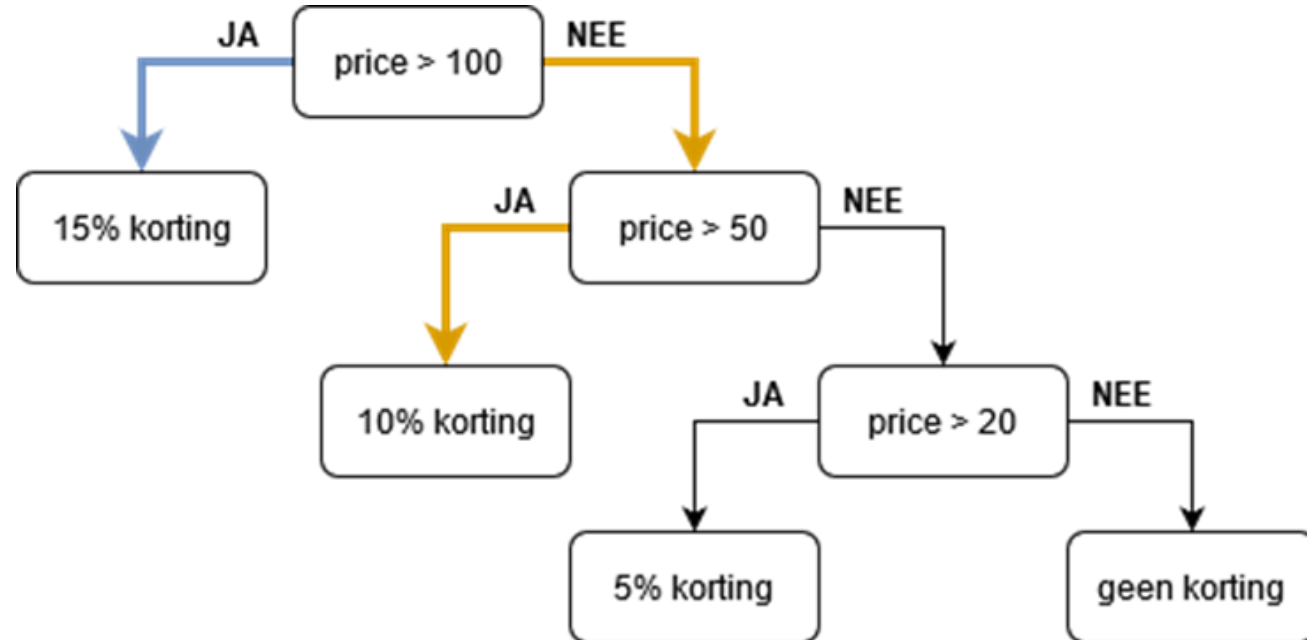 JA
price > 100
NEE
15% korting
JA
price > 50
NEE
10% korting
JA
price > 20
NEE
5% korting
geen korting